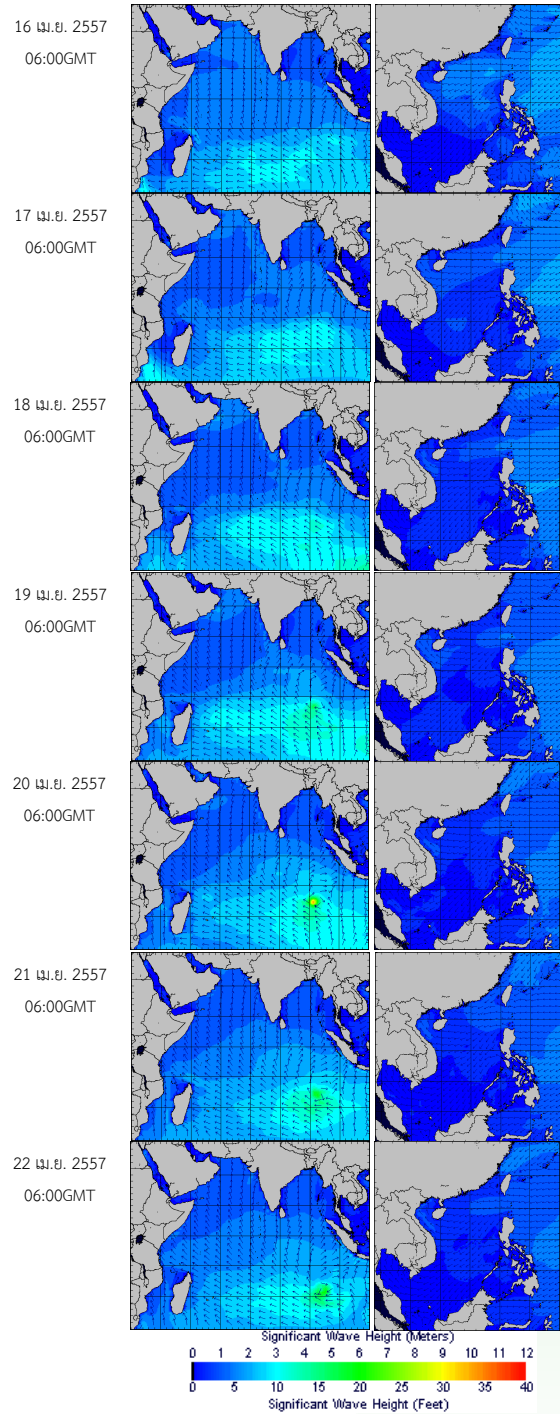 16 เม.ย. 2557
06:00GMT
17 เม.ย. 2557
06:00GMT
18 เม.ย. 2557
06:00GMT
19 เม.ย. 2557
06:00GMT
20 เม.ย. 2557
06:00GMT
21 เม.ย. 2557
06:00GMT
22 เม.ย. 2557
06:00GMT
Significant Wave Height (Meters)
0 1 2 3 4 5 6 7 8 9 10 11 12
0 5 10 15 20 25 30 35 40
Significant Wave Height (Feet)